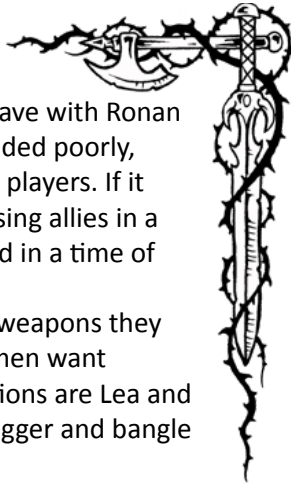 ave with Ronan
ded poorly,
players. If it
sing allies in a
d in a time of
weapons they
hen want
tions are Lea and
gger and bangle